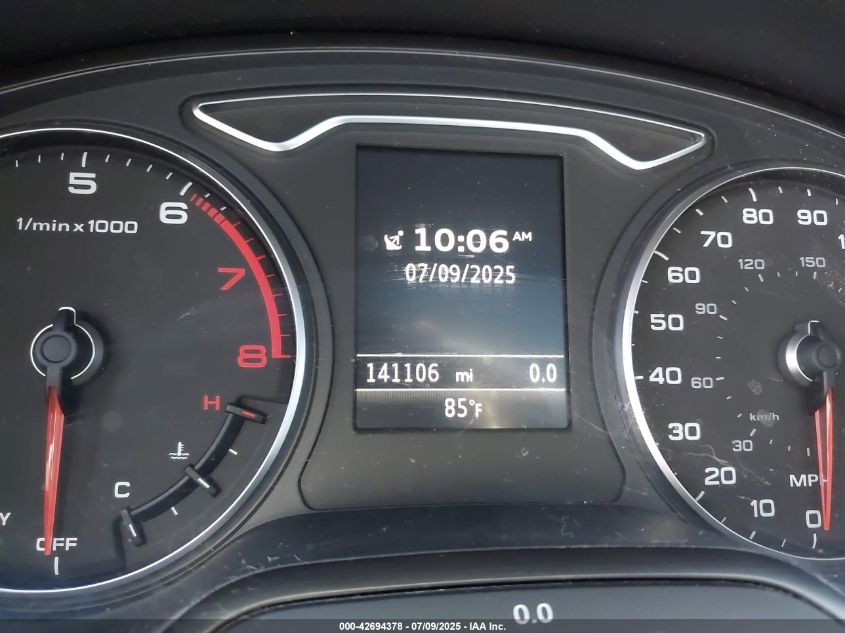 5
6
1/min x 1000
7
8
H
C
Y
OFF
10:06 AM
07/09/2025
141106 mi 0.0
85°F
80 90 1
70
120 150
60
90
50
40 60
km/h
30 30
20
MP
10 0
0.0
000-42694378 - 07/09/2025 - IAA Inc.